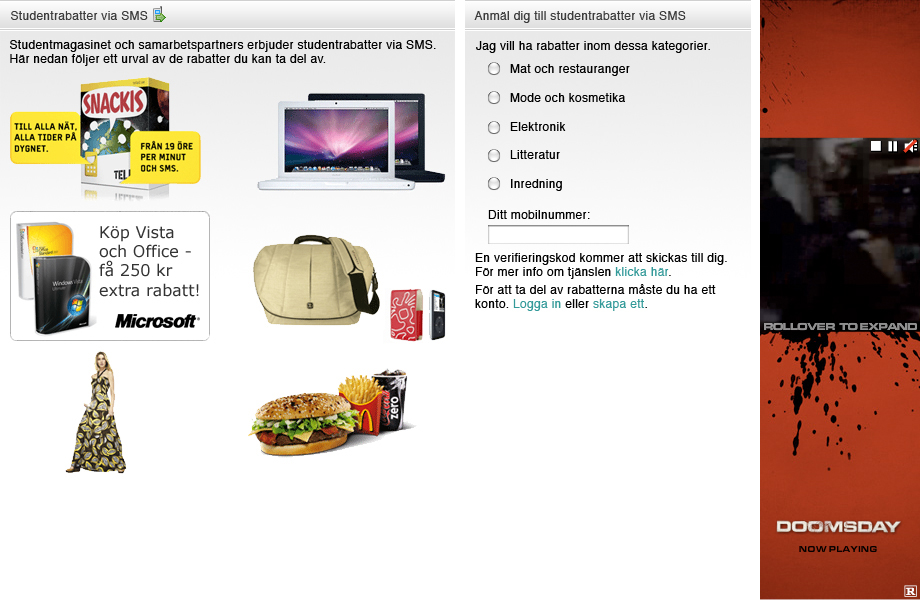 Studentrabatter via SMS
Studentmagasinet och samarbetspartners erbjuder studentrabatter via SMS.
Här nedan följer ett urval av de rabatter du kan ta del av.
SNACKIS
TILL ALLA NÄT,
ALLA TIDER PÅ
DYGNET.
FRÅN 19 ÖRE
PER MINUT
OCH SMS.
Köp Vista
och Office -
få 250 kr
extra rabatt!
Windows Vista
Microsoft®
zero
Anmäl dig till studentrabatter via SMS
Jag vill ha rabatter inom dessa kategorier.
Mat och restauranger
Mode och kosmetika
Elektronik
Litteratur
Inredning
Ditt mobilnummer:
En verifieringskod kommer att skickas till dig.
För mer info om tjänslen klicka här.
För att ta del av rabatterna måste du ha ett
konto. Logga in eller skapa ett.
ROLLOVER TO EXPAND
DOOMSDAY
NOW PLAYING
R